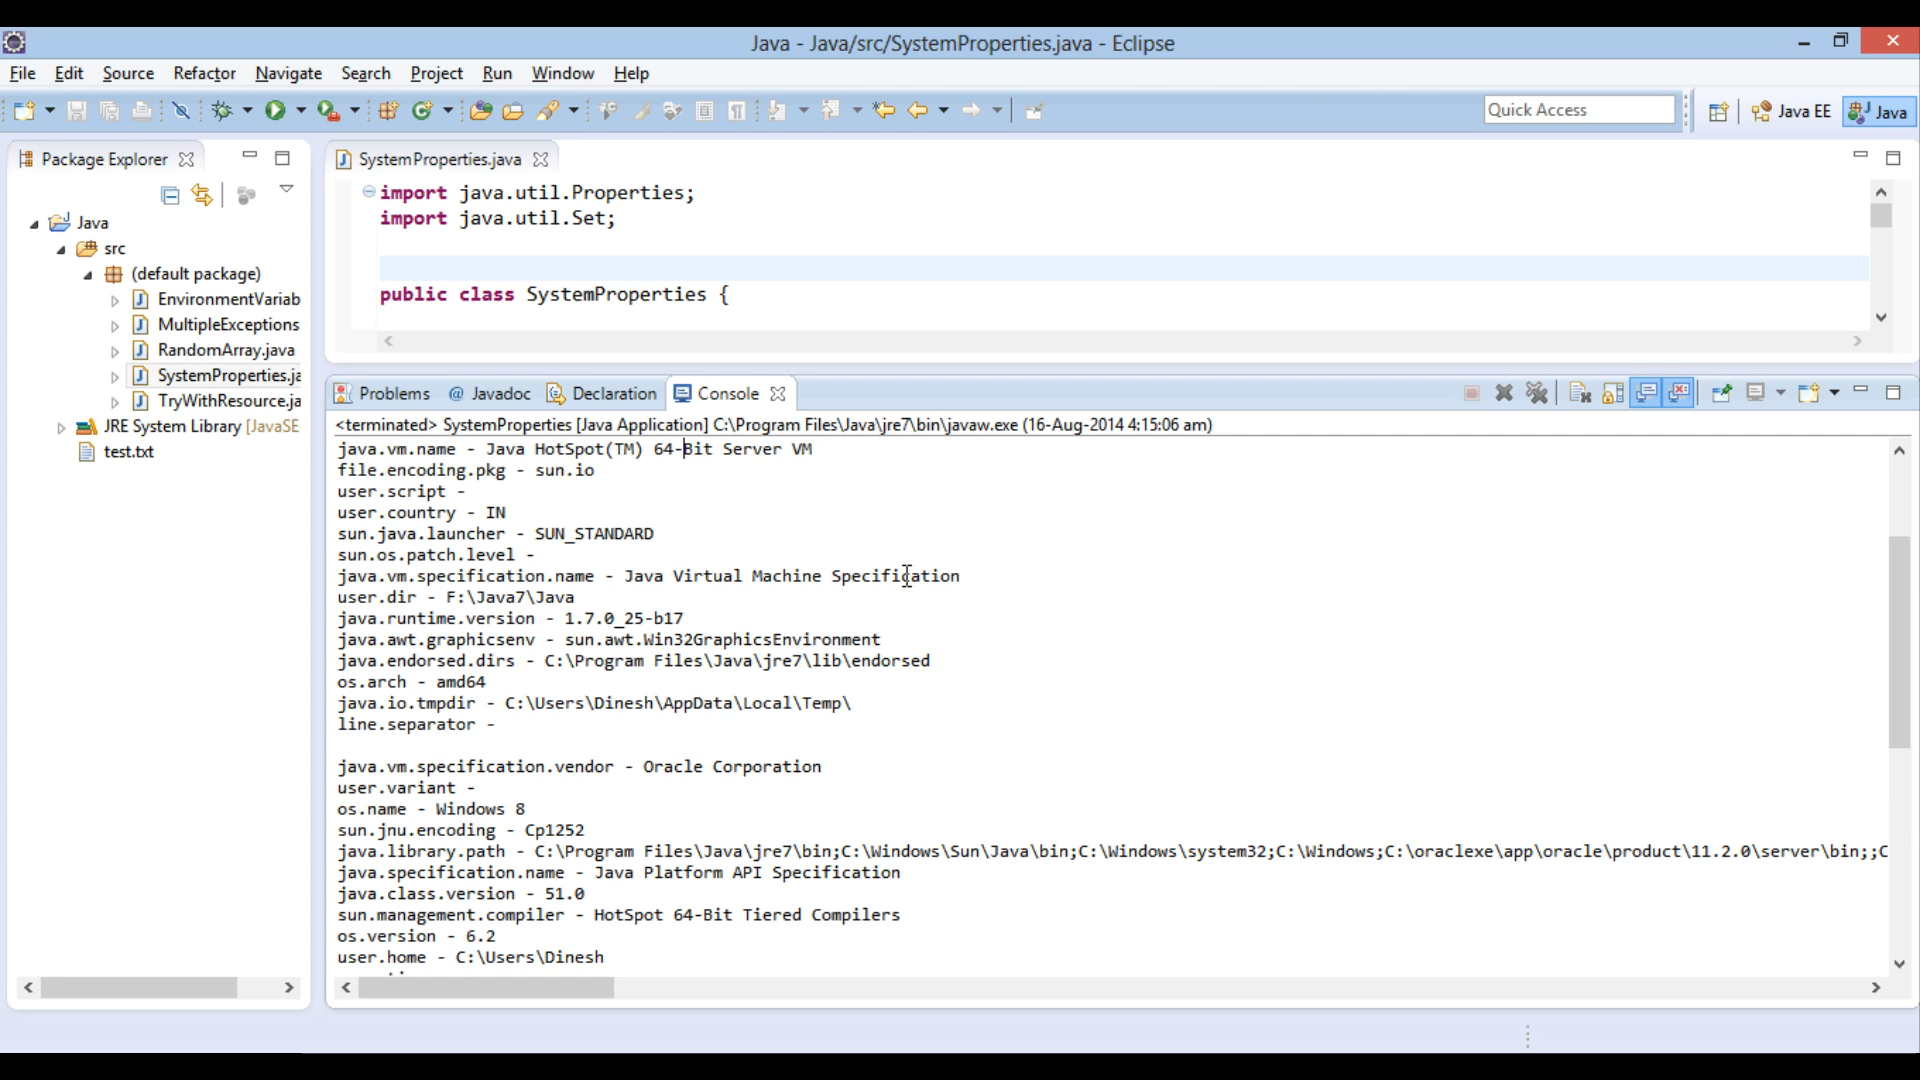 Java - Java/src/SystemProperties.java - Eclipse
File Edit Source Refactor Navigate Search Project Run Window Help
Quick Access
Java EE
Java
Package Explorer
Java
src
(default package)
EnvironmentVariab
MultipleExceptions
RandomArray.java
SystemProperties.ja
TryWithResource.ja
JRE System Library [JavaSE
test.txt
SystemProperties.java
import java.util.Properties;
import java.util.Set;
public class SystemProperties {
Problems @ Javadoc Declaration Console
<terminated> SystemProperties [Java Application] C:\Program Files\Java\jre7\bin\javaw.exe (16-Aug-2014 4:15:06 am)
java.vm.name - Java HotSpot(TM) 64-Bit Server VM
file.encoding.pkg - sun.io
user.script -
user.country - IN
sun.java.launcher - SUN_STANDARD
sun.os.patch.level -
java.vm.specification.name - Java Virtual Machine Specification
user.dir - F:\Java7\Java
java.runtime.version - 1.7.0_25-b17
java.awt.graphicsenv - sun.awt.Win32GraphicsEnvironment
java.endorsed.dirs - C:\Program Files\Java\jre7\lib\endorsed
os.arch - amd64
java.io.tmpdir - C:\Users\Dinesh\AppData\Local\Temp\
line.separator -
java.vm.specification.vendor - Oracle Corporation
user.variant -
os.name - Windows 8
sun.jnu.encoding - Cp1252
java.library.path - C:\Program Files\Java\jre7\bin;C:\Windows\Sun\Java\bin;C:\Windows\system32;C:\Windows;C:\oraclexe\app\oracle\product\11.2.0\server\bin;;C
java.specification.name - Java Platform API Specification
java.class.version - 51.0
sun.management.compiler - HotSpot 64-Bit Tiered Compilers
os.version - 6.2
user.home - C:\Users\Dinesh